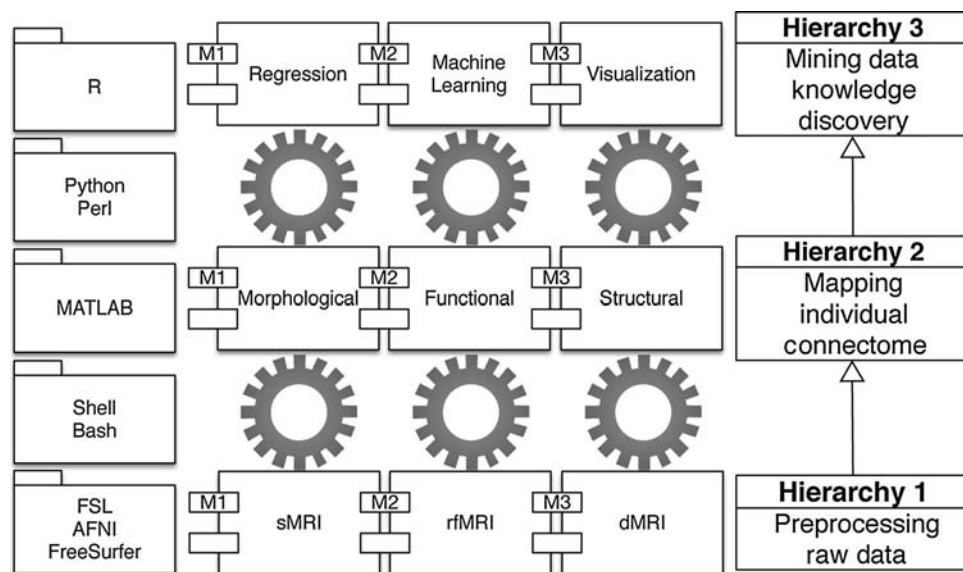 R
M1
Regression
M2
Machine
Learning
M3
Visualization
Hierarchy 3
Mining data
knowledge
discovery
Python
Perl
MATLAB
M1
Morphological
M2
Functional
M3
Structural
Hierarchy 2
Mapping
individual
connectome
Shell
Bash
FSL
AFNI
FreeSurfer
M1
sMRI
M2
rfMRI
M3
dMRI
Hierarchy 1
Preprocessing
raw data